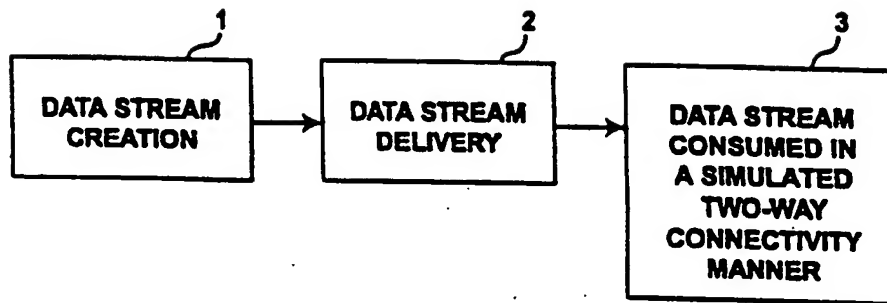 1
DATA STREAM
CREATION
2
DATA STREAM
DELIVERY
3
DATA STREAM
CONSUMED IN
A SIMULATED
TWO-WAY
CONNECTIVITY
MANNER